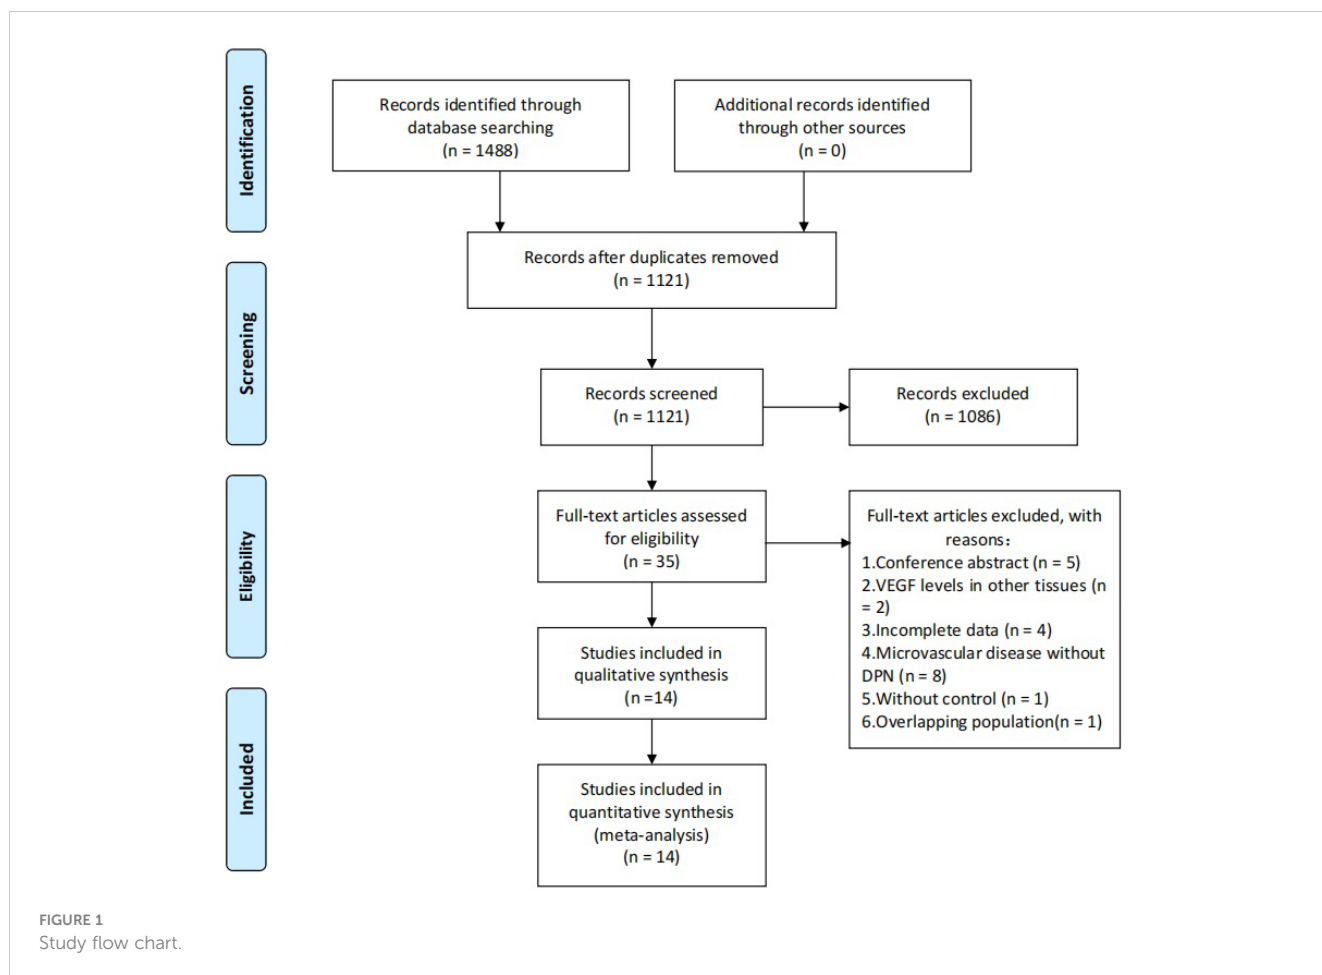 Identification
Records identified through
database searching
(n = 1488)
Additional records identified
through other sources
(n = 0)
Records after duplicates removed
(n = 1121)
Screening
Records screened
(n = 1121)
Records excluded
(n = 1086)
Eligibility
Full-text articles assessed
for eligibility
(n = 35)
Full-text articles excluded, with
reasons：
1.Conference abstract (n = 5)
2.VEGF levels in other tissues (n
= 2)
3.Incomplete data (n = 4)
4.Microvascular disease without
DPN (n = 8)
5.Without control (n = 1)
6.Overlapping population(n = 1)
Studies included in
qualitative synthesis
(n =14)
Included
Studies included in
quantitative synthesis
(meta-analysis)
(n = 14)
FIGURE 1
Study flow chart.